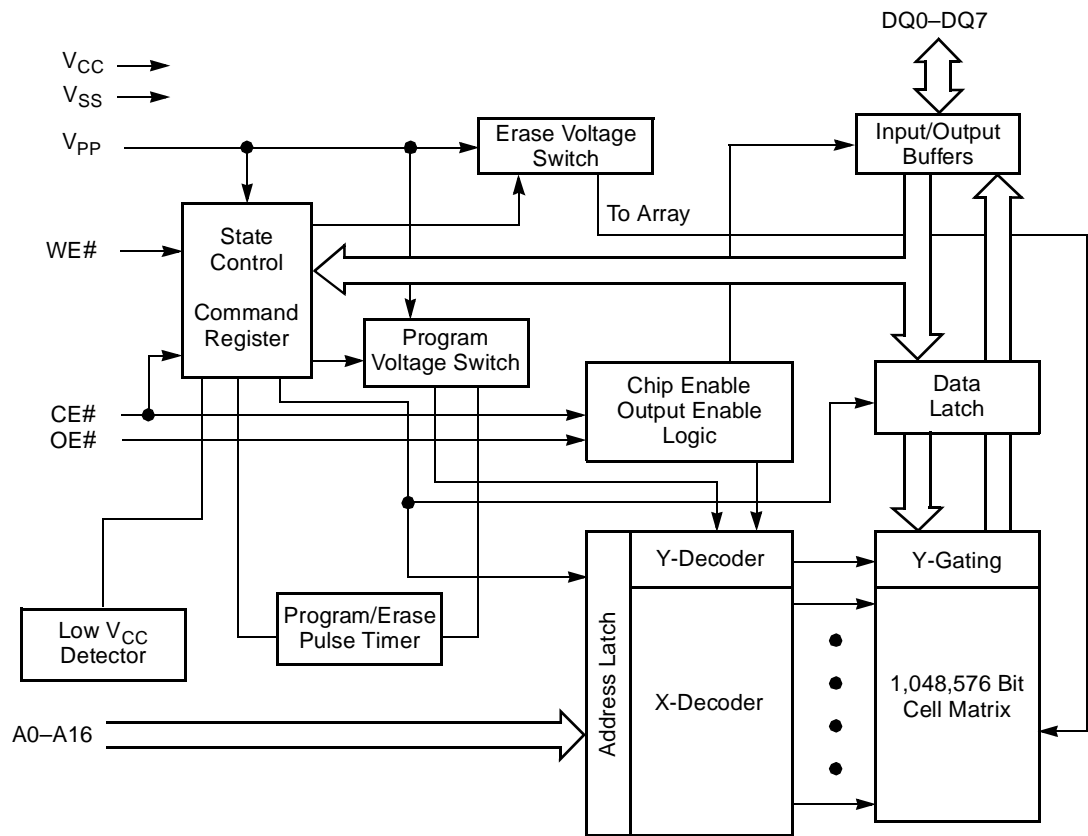 DQ0–DQ7
VCC
VSS
VPP
Erase Voltage
Switch
Input/Output
Buffers
To Array
WE#
State
Control
Command
Register
Program
Voltage Switch
Chip Enable
Output Enable
Logic
Data
Latch
CE#
OE#
Y-Decoder
Y-Gating
Low VCC
Detector
Program/Erase
Pulse Timer
Address Latch
X-Decoder
1,048,576 Bit
Cell Matrix
A0–A16